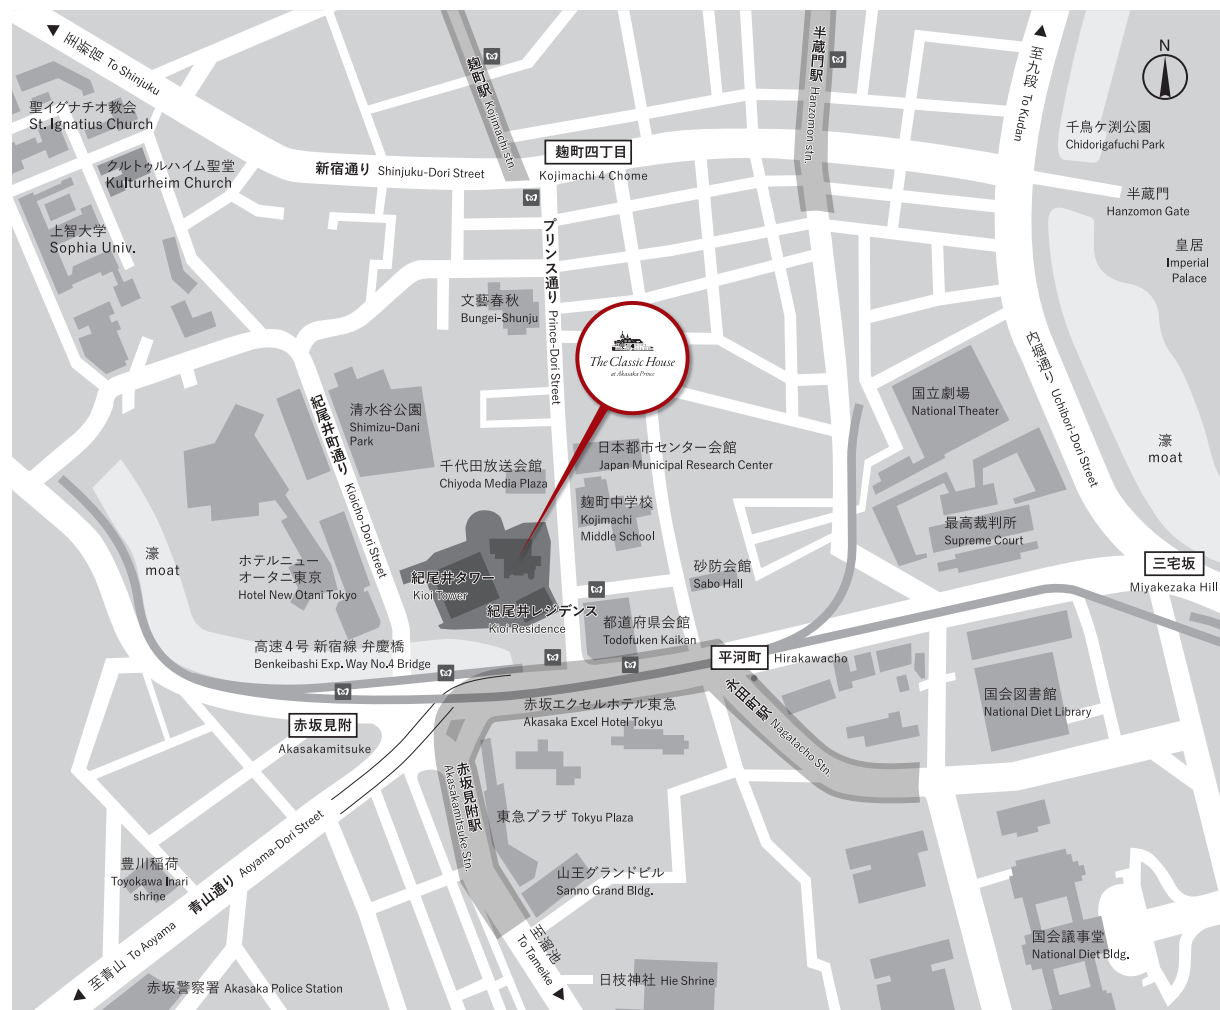 至新宿 To Shinjuku
麹町駅 Kojimachi stn.
半蔵門駅 Hanzomon stn.
至九段 To Kudan
N
聖イグナチオ教会
St. Ignatius Church
千鳥ケ渕公園
Chidorigafuchi Park
クルトゥルハイム聖堂
Kulturheim Church
新宿通り Shinjuku-Dori Street
麹町四丁目
Kojimachi 4 Chome
半蔵門
Hanzomon Gate
上智大学
Sophia Univ.
皇居
Imperial
Palace
プリンス通り Prince-Dori Street
文藝春秋
Bungei-Shunju
The Classic House
at Akasaka Prince
内堀通り Uchibori-Dori Street
国立劇場
National Theater
紀尾井町通り Kioicho-Dori Street
清水谷公園
Shimizu-Dani
Park
日本都市センター会館
Japan Municipal Research Center
濠
moat
千代田放送会館
Chiyoda Media Plaza
麹町中学校
Kojimachi
Middle School
最高裁判所
Supreme Court
濠
moat
ホテルニュー
オータニ東京
Hotel New Otani Tokyo
紀尾井タワー
Kioi Tower
砂防会館
Sabo Hall
三宅坂
Miyakezaka Hill
紀尾井レジデンス
Kioi Residence
都道府県会館
Todofuken Kaikan
高速4号 新宿線 弁慶橋
Benkeibashi Exp. Way No.4 Bridge
平河町 Hirakawacho
永田町駅 Nagatacho Stn.
国会図書館
National Diet Library
赤坂エクセルホテル東急
Akasaka Excel Hotel Tokyu
赤坂見附
Akasakamitsuke
赤坂見附駅
Akasakamitsuke Stn.
東急プラザ Tokyu Plaza
豊川稲荷
Toyokawa Inari
shrine
青山通り Aoyama-Dori Street
山王グランドビル
Sanno Grand Bldg.
至青山 To Aoyama
至溜池
To Tameike
国会議事堂
National Diet Bldg.
赤坂警察署 Akasaka Police Station
日枝神社 Hie Shrine